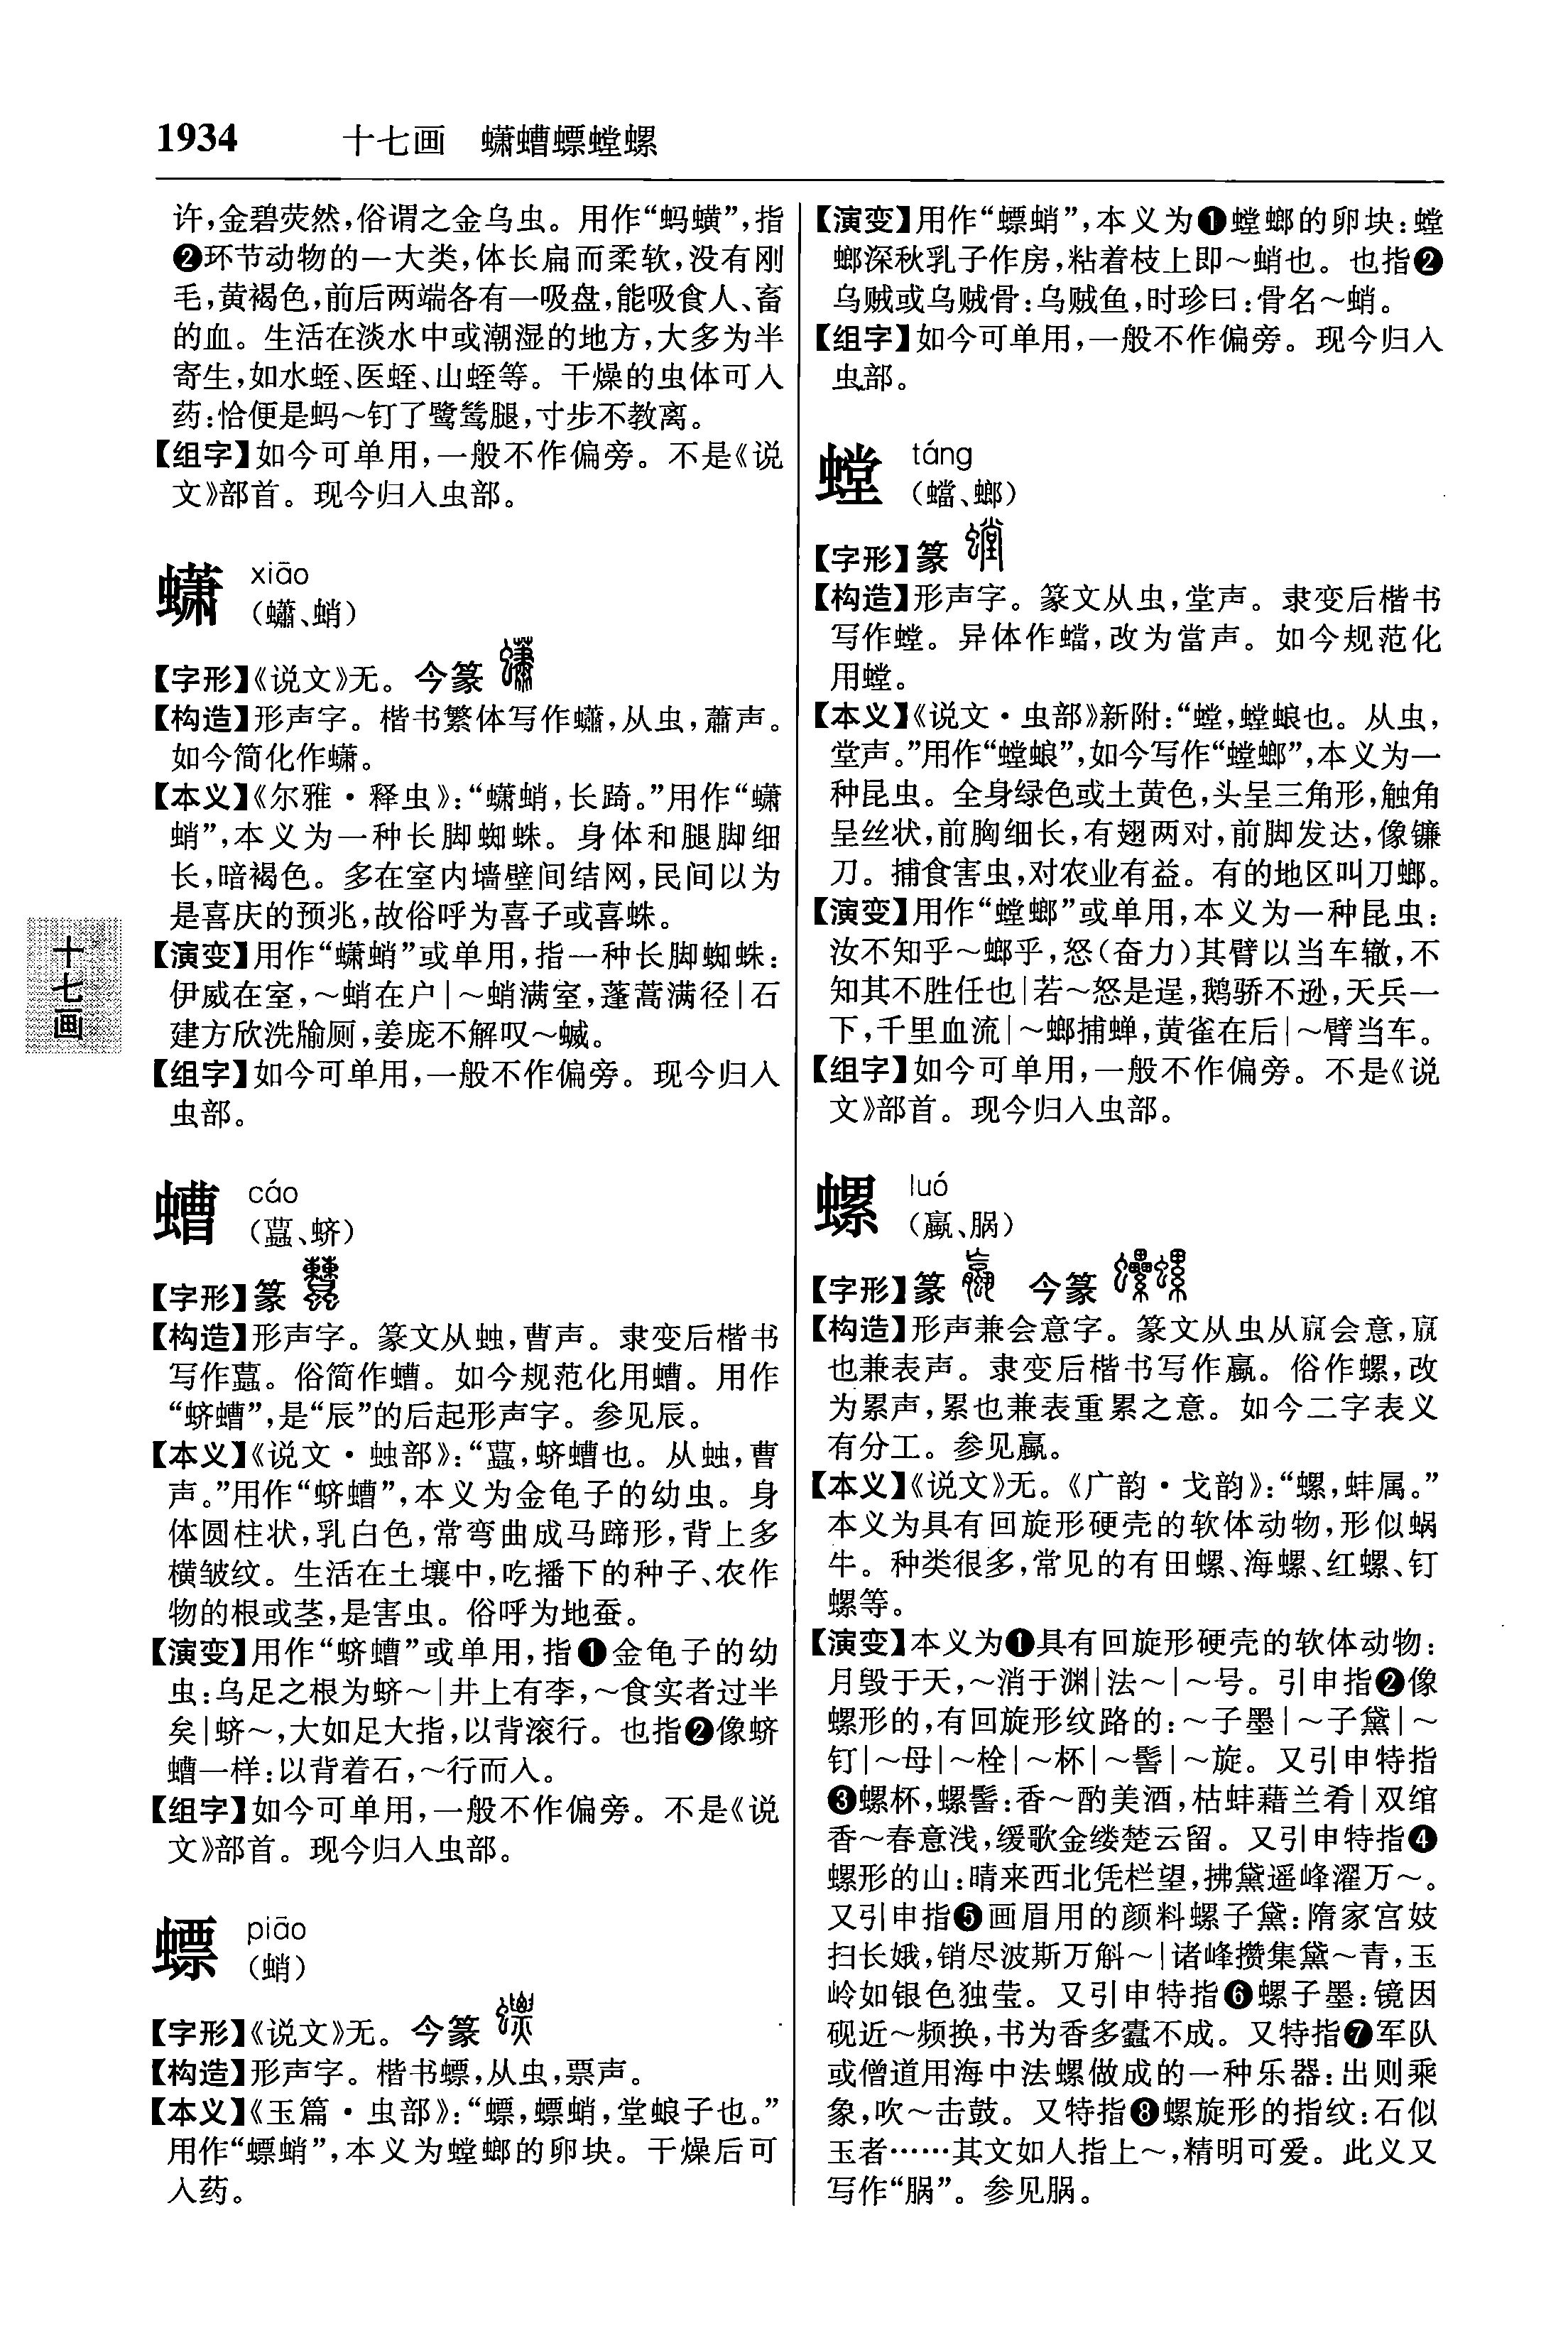 1934 十七画 蟏螬螵螳螺
许,金碧荧然,俗谓之金乌虫。用作“蚂蟥”,指
❷环节动物的一大类,体长扁而柔软,没有刚
毛,黄褐色,前后两端各有一吸盘,能吸食人、畜
的血。生活在淡水中或潮湿的地方,大多为半
寄生,如水蛭、医蛭、山蛭等。干燥的虫体可入
药:恰便是蚂～钉了鹭鸶腿,寸步不教离。
【组字】如今可单用,一般不作偏旁。不是《说
文》部首。现今归入虫部。
蟏 xiāo
(蠨、蛸)
【字形】《说文》无。今篆
【构造】形声字。楷书繁体写作蠨,从虫,蕭声。
如今简化作蟏。
【本义】《尔雅·释虫》:“蟏蛸,长踦。”用作“蟏
蛸”,本义为一种长脚蜘蛛。身体和腿脚细
长,暗褐色。多在室内墙壁间结网,民间以为
是喜庆的预兆,故俗呼为喜子或喜蛛。
【演变】用作“蟏蛸”或单用,指一种长脚蜘蛛:
伊威在室,～蛸在户|～蛸满室,蓬蒿满径|石
建方欣洗牏厕,姜庞不解叹～蝛。
【组字】如今可单用,一般不作偏旁。现今归入
虫部。
螬 cáo
(䗪、蛴)
【字形】篆
【构造】形声字。篆文从䖵,曹声。隶变后楷书
写作。俗简作螬。如今规范化用螬。用作
“蛴螬”,是“辰”的后起形声字。参见辰。
【本义】《说文·䖵部》:“,蛴螬也。从䖵,曹
声。”用作“蛴螬”,本义为金龟子的幼虫。身
体圆柱状,乳白色,常弯曲成马蹄形,背上多
横皱纹。生活在土壤中,吃播下的种子、农作
物的根或茎,是害虫。俗呼为地蚕。
【演变】用作“蛴螬”或单用,指❶金龟子的幼
虫:乌足之根为蛴～|井上有李,～食实者过半
矣|蛴～,大如足大指,以背滚行。也指❷像蛴
螬一样:以背着石,～行而入。
【组字】如今可单用,一般不作偏旁。不是《说
文》部首。现今归入虫部。
螵 piāo
(蛸)
【字形】《说文》无。今篆
【构造】形声字。楷书螵,从虫,票声。
【本义】《玉篇·虫部》:“螵,螵蛸,堂蜋子也。”
用作“螵蛸”,本义为螳螂的卵块。干燥后可
入药。
【演变】用作“螵蛸”,本义为❶螳螂的卵块:螳
螂深秋乳子作房,粘着枝上即～蛸也。也指❷
乌贼或乌贼骨:乌贼鱼,时珍曰:骨名～蛸。
【组字】如今可单用,一般不作偏旁。现今归入
虫部。
螳 táng
(蟷、螂)
【字形】篆
【构造】形声字。篆文从虫,堂声。隶变后楷书
写作螳。异体作蟷,改为當声。如今规范化
用螳。
【本义】《说文·虫部》新附:“螳,螳蜋也。从虫,
堂声。”用作“螳蜋”,如今写作“螳螂”,本义为一
种昆虫。全身绿色或土黄色,头呈三角形,触角
呈丝状,前胸细长,有翅两对,前脚发达,像镰
刀。捕食害虫,对农业有益。有的地区叫刀螂。
【演变】用作“螳螂”或单用,本义为一种昆虫:
汝不知乎～螂乎,怒(奋力)其臂以当车辙,不
知其不胜任也|若～怒是逞,鹅骄不逊,天兵一
下,千里血流|～螂捕蝉,黄雀在后|～臂当车。
【组字】如今可单用,一般不作偏旁。不是《说
文》部首。现今归入虫部。
螺 luó
(蠃、脶)
【字形】篆 今篆
【构造】形声兼会意字。篆文从虫从𣎆会意,𣎆
也兼表声。隶变后楷书写作蠃。俗作螺,改
为累声,累也兼表重累之意。如今二字表义
有分工。参见蠃。
【本义】《说文》无。《广韵·戈韵》:“螺,蚌属。”
本义为具有回旋形硬壳的软体动物,形似蜗
牛。种类很多,常见的有田螺、海螺、红螺、钉
螺等。
【演变】本义为❶具有回旋形硬壳的软体动物:
月毁于天,～消于渊|法～|～号。引申指❷像
螺形的,有回旋形纹路的:～子墨|～子黛|～
钉|～母|～栓|～杯|～髻|～旋。又引申特指
❸螺杯,螺髻:香～酌美酒,枯蚌藉兰肴|双绾
香～春意浅,缓歌金缕楚云留。又引申特指❹
螺形的山:晴来西北凭栏望,拂黛遥峰濯万～。
又引申指❺画眉用的颜料螺子黛:隋家宫妓
扫长娥,销尽波斯万斛～|诸峰攒集黛～青,玉
岭如银色独莹。又引申特指❻螺子墨:镜因
砚近～频换,书为香多蠹不成。又特指❼军队
或僧道用海中法螺做成的一种乐器:出则乘
象,吹～击鼓。又特指❽螺旋形的指纹:石似
玉者……其文如人指上～,精明可爱。此义又
写作“脶”。参见脶。
十七画